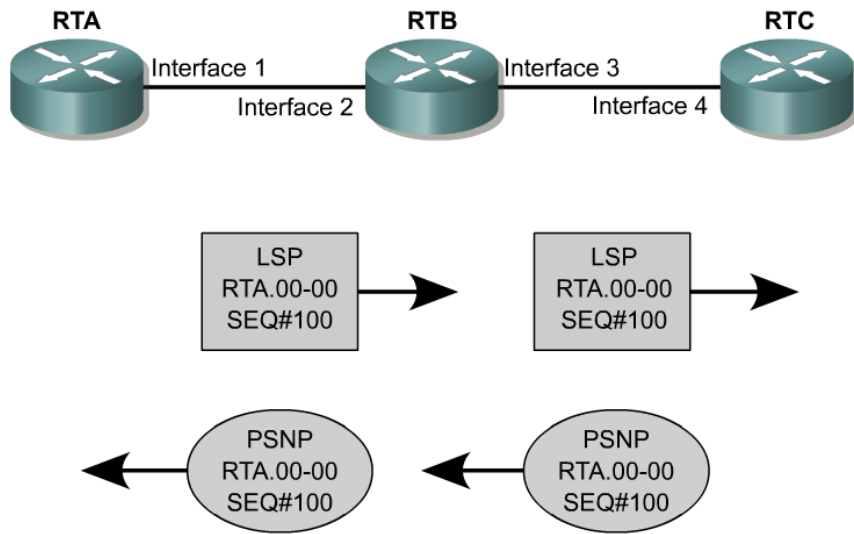 RTA
RTB
RTC
Interface 1
Interface 3
Interface 2
Interface 4
LSP
RTA.00-00
SEQ#100
LSP
RTA.00-00
SEQ#100
PSNP
RTA.00-00
SEQ#100
PSNP
RTA.00-00
SEQ#100